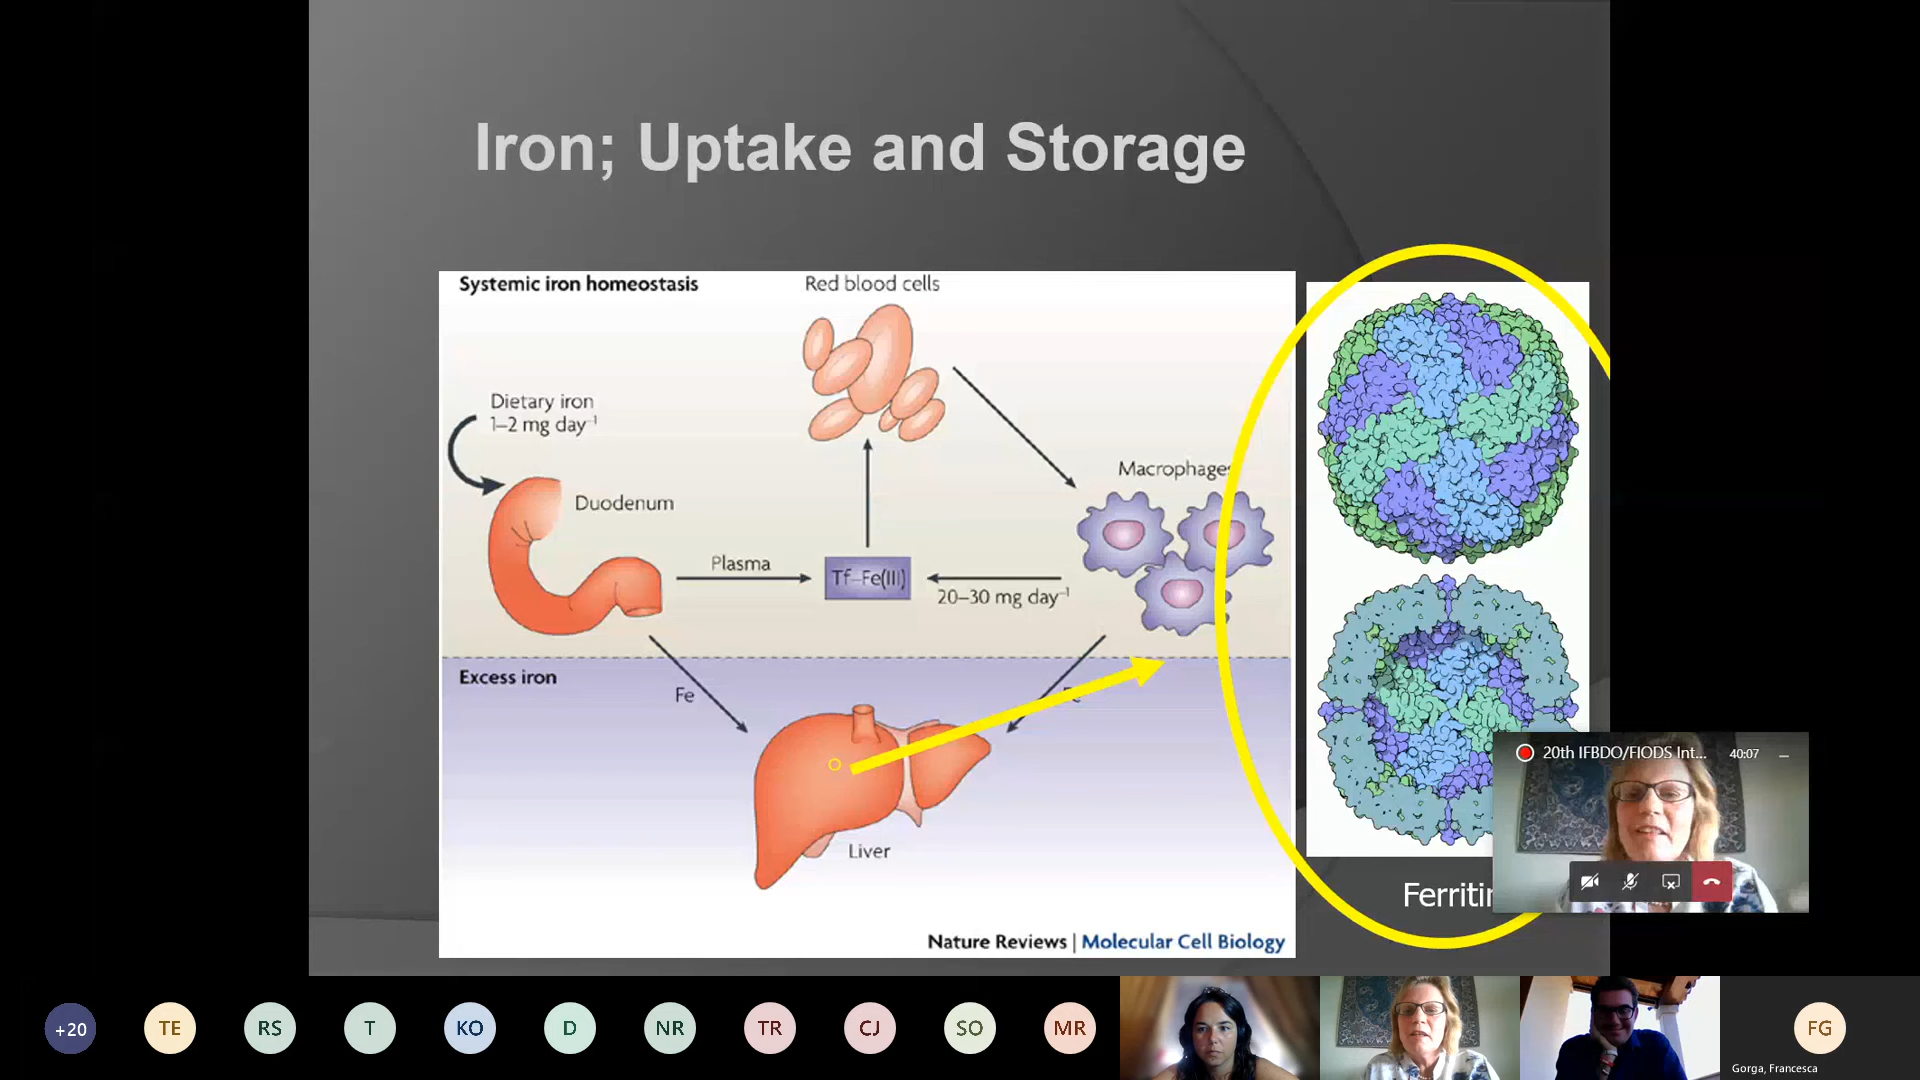 Iron; Uptake and Storage
Systemic iron homeostasis
Red blood cells
Dietary iron
1–2 mg day⁻¹
Duodenum
Macrophages
Plasma
Tf–Fe(III)
20–30 mg day⁻¹
Excess iron
Fe
Liver
Nature Reviews | Molecular Cell Biology
Ferritin
20th IFBDO/FIODS Int... 40:07
+20
TE
RS
T
KO
D
NR
TR
CJ
SO
MR
FG
Gorga, Francesca